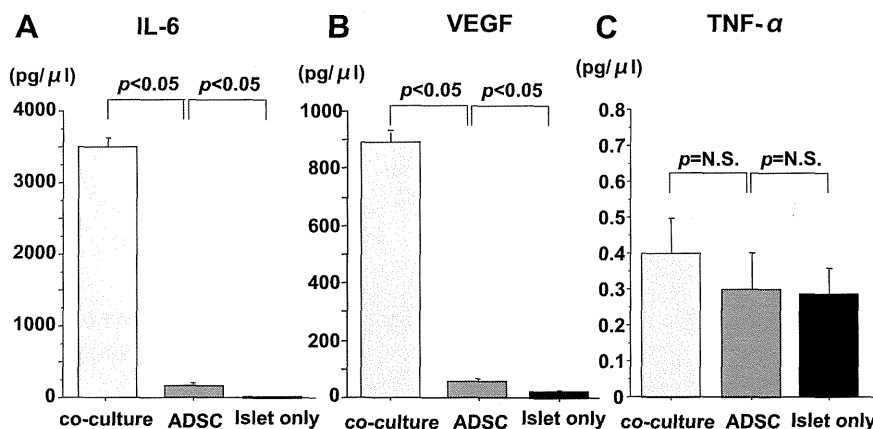 A IL-6
(pg/μl)
p<0.05 p<0.05
4000
3000
2000
1000
0
co-culture ADSC Islet only
B VEGF
(pg/μl)
p<0.05 p<0.05
1000
800
600
400
200
0
co-culture ADSC Islet only
C TNF-α
(pg/μl)
0.8
0.7
p=N.S. p=N.S.
0.6
0.5
0.4
0.3
0.2
0.1
0
co-culture ADSC Islet only